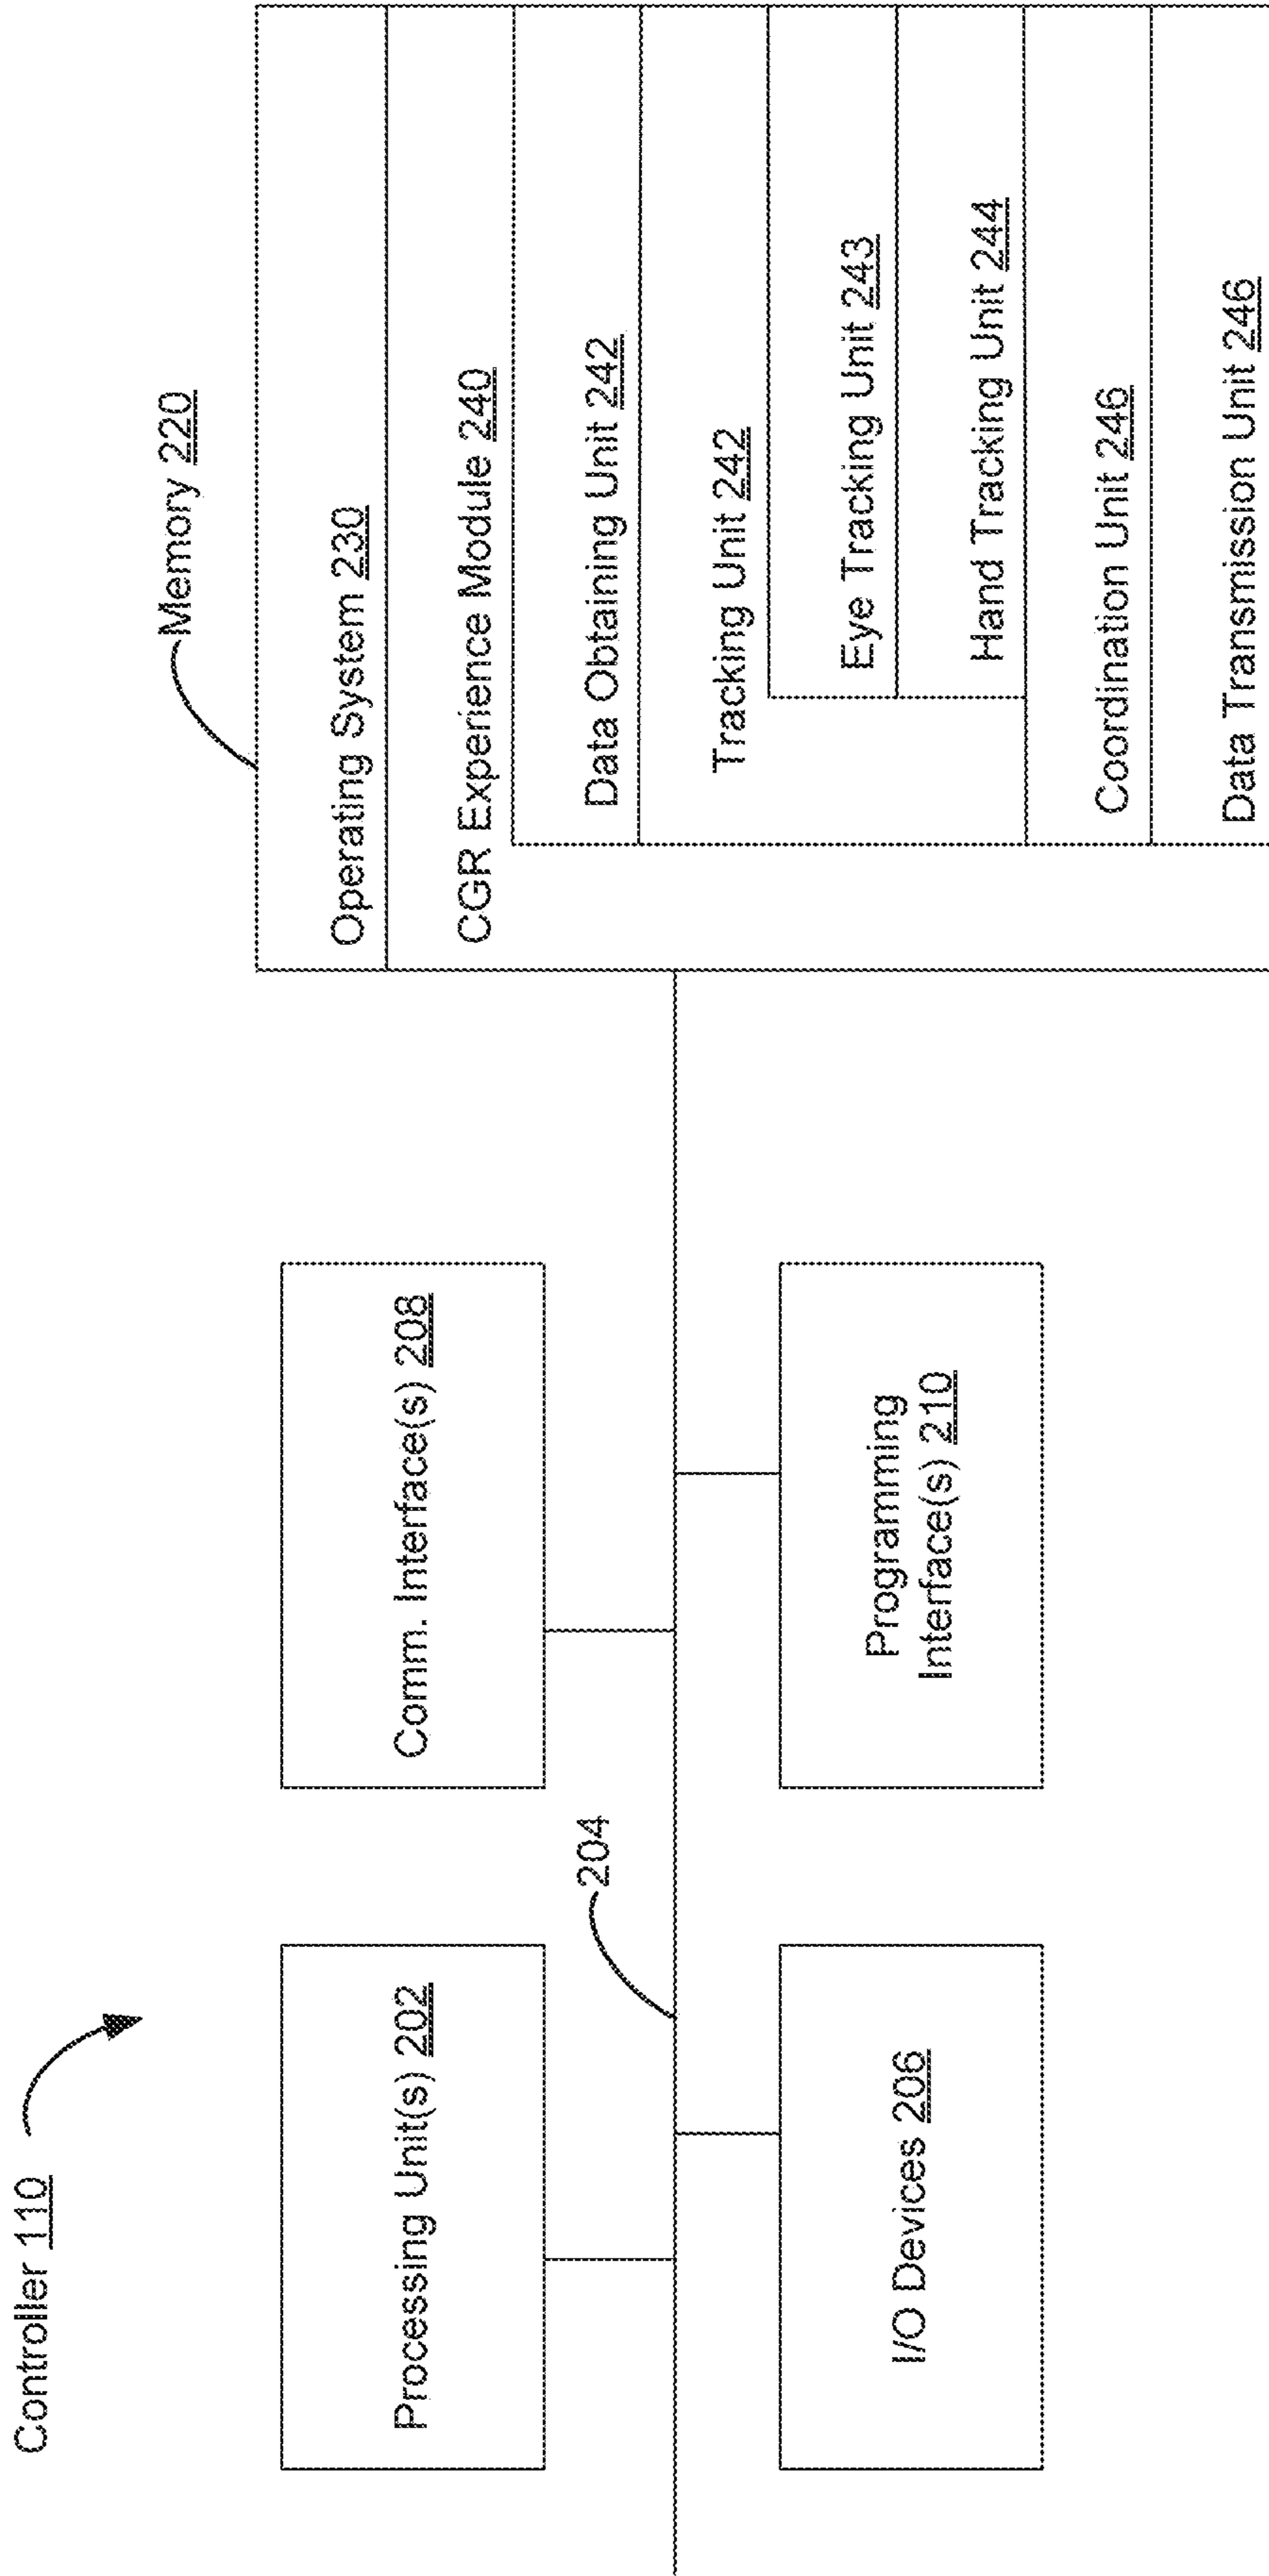 Controller 110
Processing Unit(s) 202
Comm. Interface(s) 208
204
I/O Devices 206
Programming
Interface(s) 210
Memory 220
Operating System 230
CGR Experience Module 240
Data Obtaining Unit 242
Tracking Unit 242
Eye Tracking Unit 243
Hand Tracking Unit 244
Coordination Unit 246
Data Transmission Unit 246